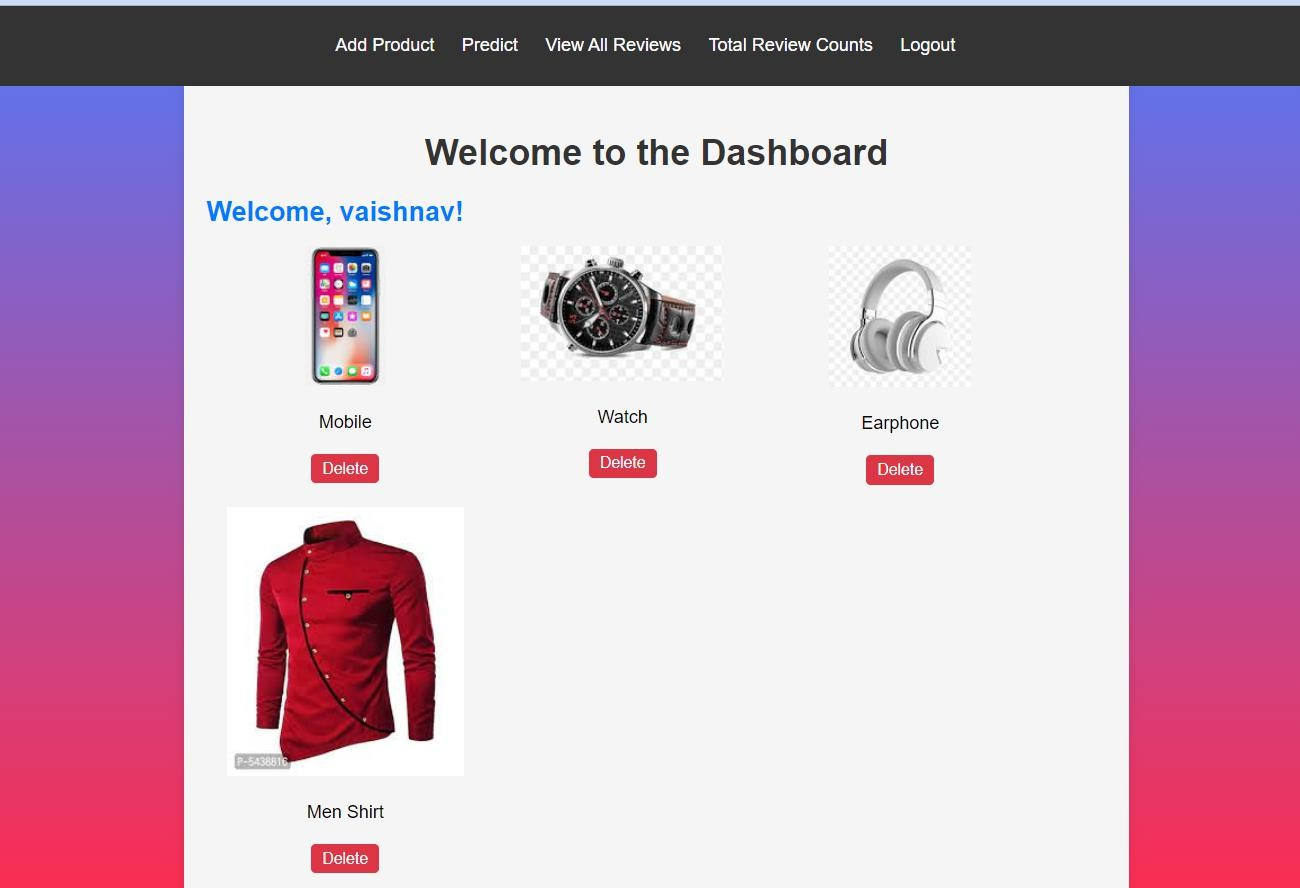 Add Product Predict View All Reviews Total Review Counts Logout
Welcome to the Dashboard
Welcome, vaishnav!
Mobile
Watch
Earphone
Delete
Delete
Delete
P-5438816
Men Shirt
Delete